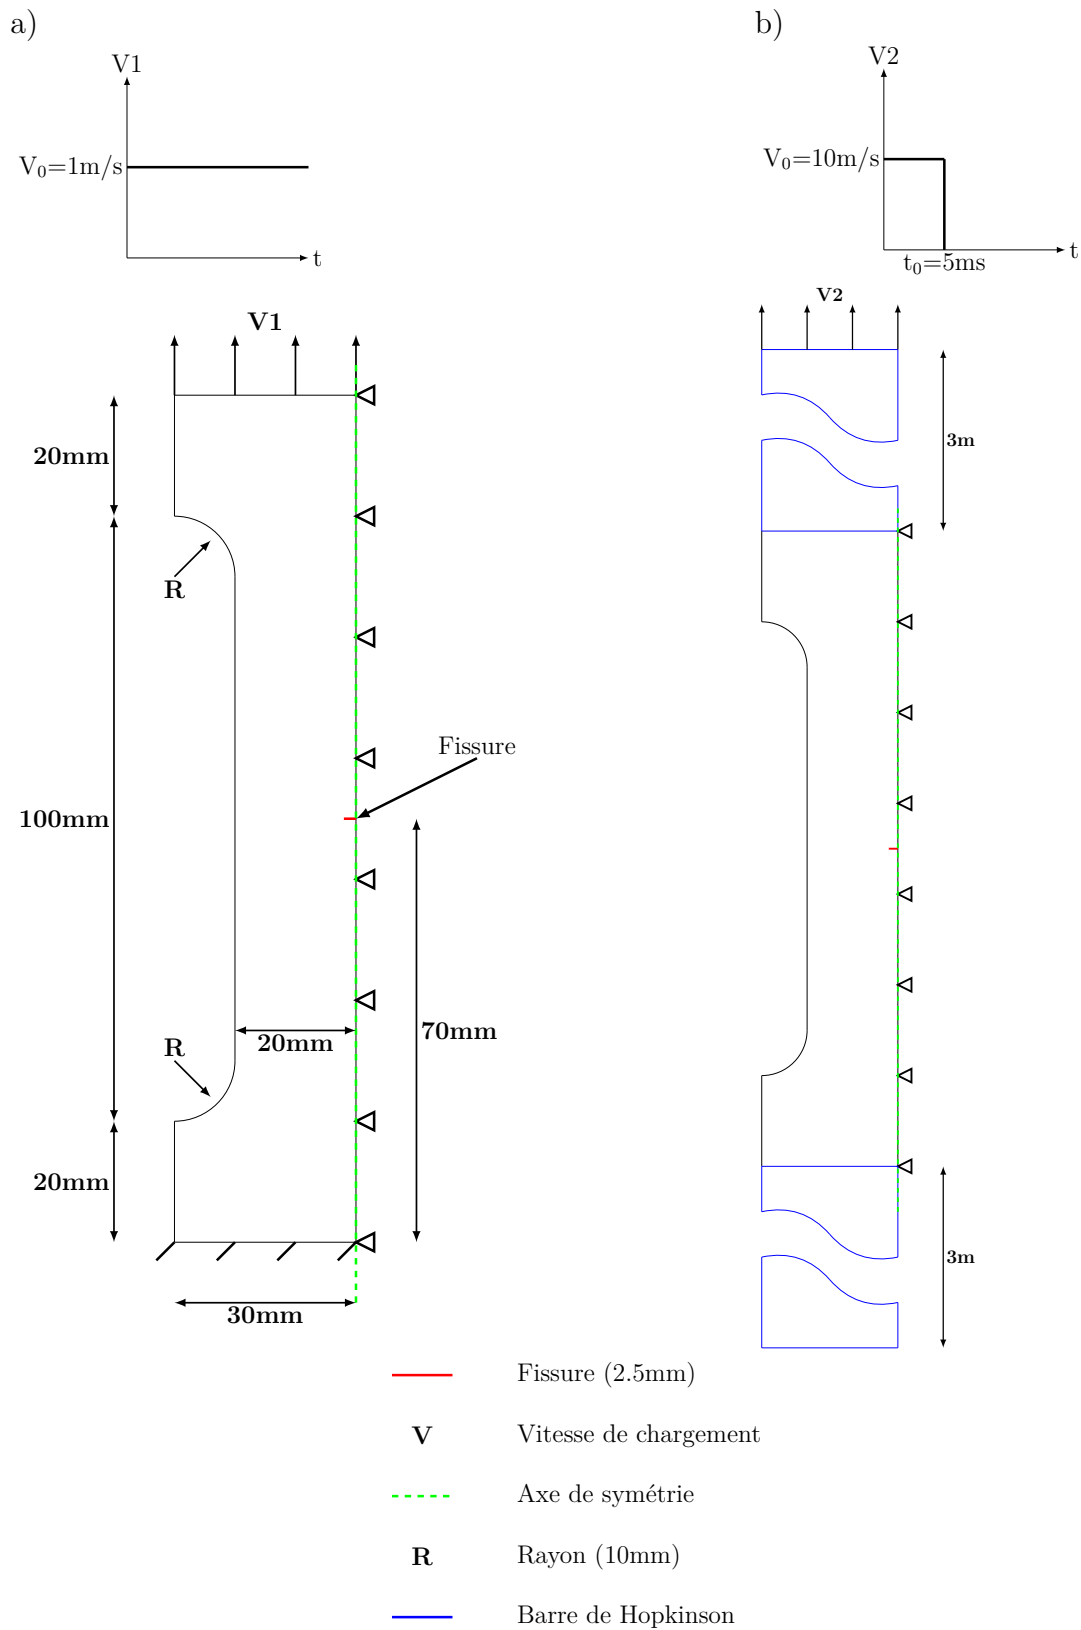 a)
V1
V₀=1m/s
t
V1
20mm
R
100mm
Fissure
R
20mm
70mm
20mm
30mm
b)
V2
V₀=10m/s
t
t₀=5ms
V2
3m
3m
Fissure (2.5mm)
V Vitesse de chargement
Axe de symétrie
R Rayon (10mm)
Barre de Hopkinson